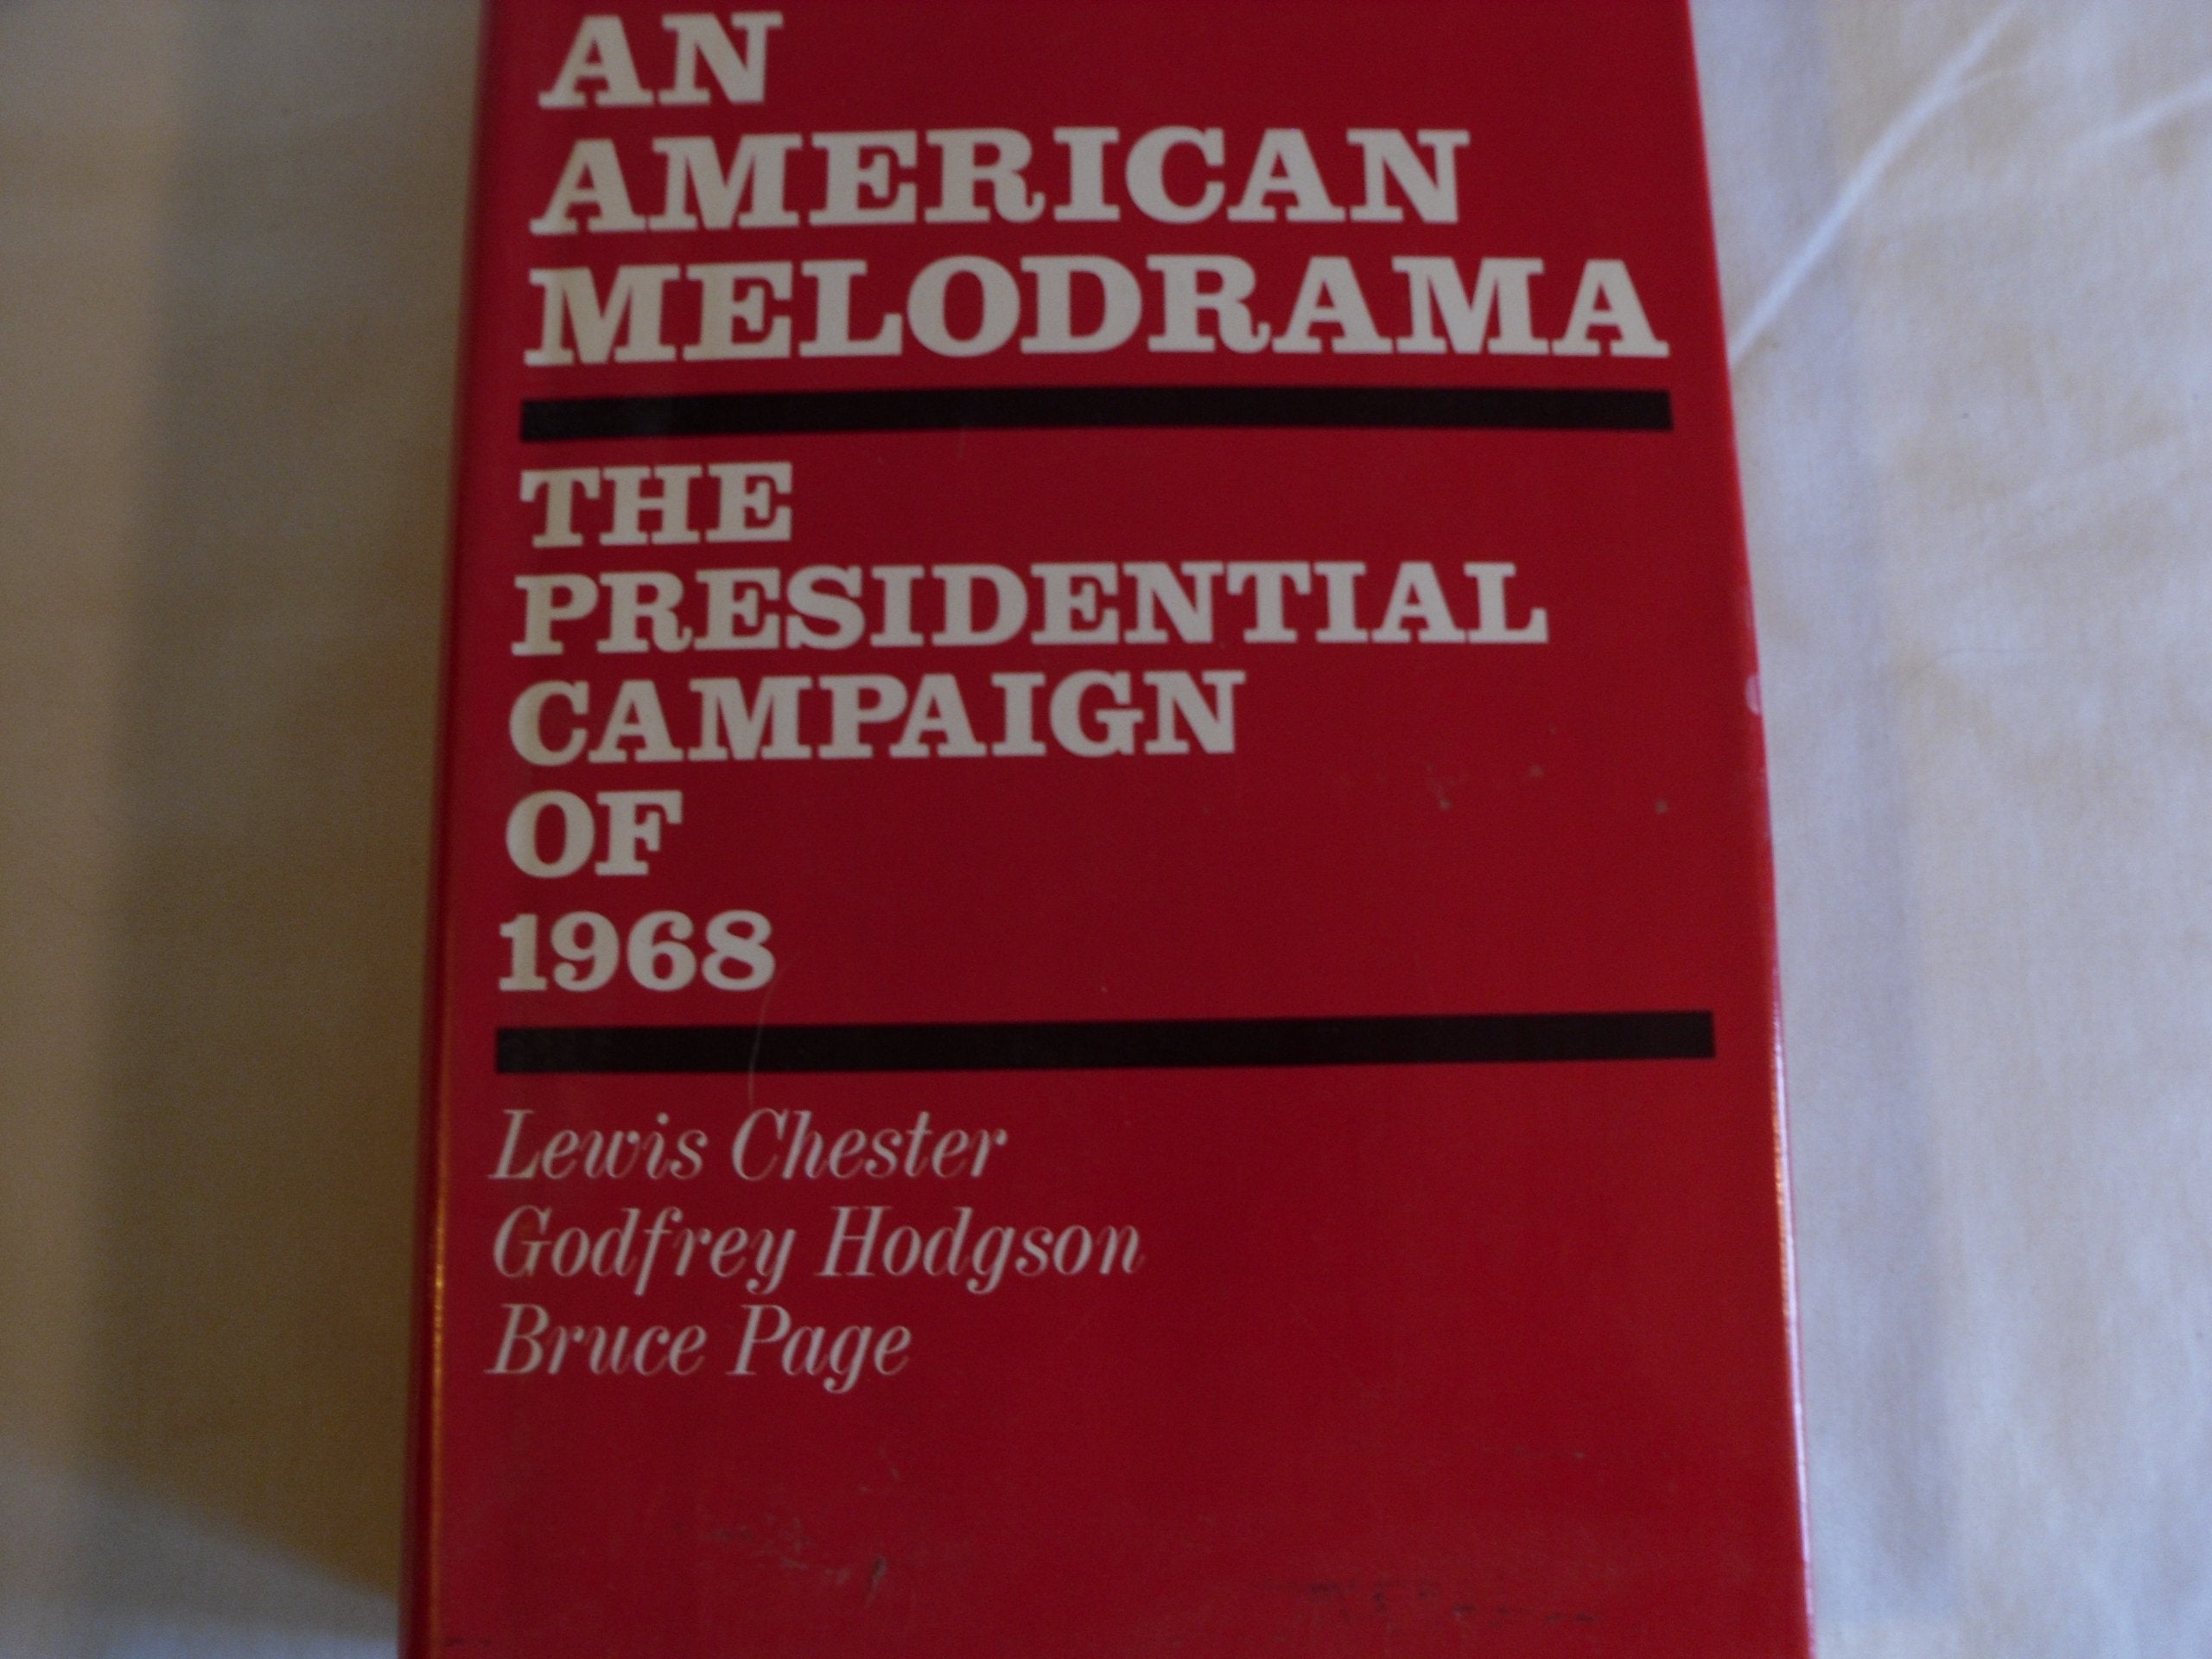 AN
AMERICAN
MELODRAMA
THE
PRESIDENTIAL
CAMPAIGN
OF
1968
Lewis Chester
Godfrey Hodgson
Bruce Page